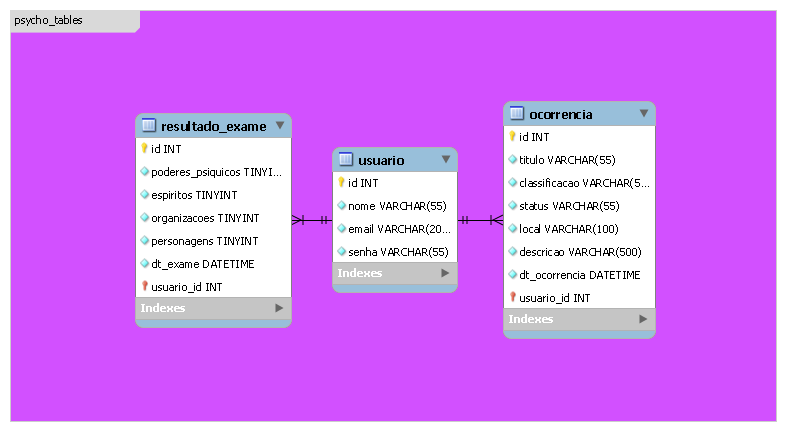 psycho_tables
resultado_exame
id INT
poderes_psiquicos TINYI...
espiritos TINYINT
organizacoes TINYINT
personagens TINYINT
dt_exame DATETIME
usuario_id INT
Indexes
usuario
id INT
nome VARCHAR(55)
email VARCHAR(20...
senha VARCHAR(55)
Indexes
ocorrencia
id INT
titulo VARCHAR(55)
classificacao VARCHAR(5...
status VARCHAR(55)
local VARCHAR(100)
descricao VARCHAR(500)
dt_ocorrencia DATETIME
usuario_id INT
Indexes